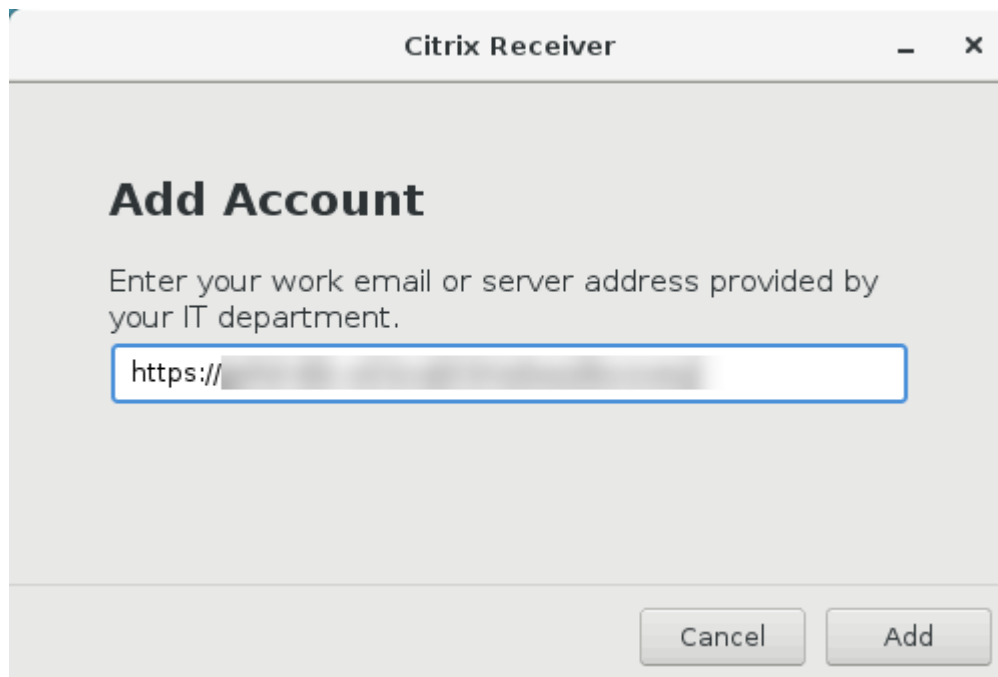 Citrix Receiver
Add Account
Enter your work email or server address provided by
your IT department.
https://
Cancel
Add